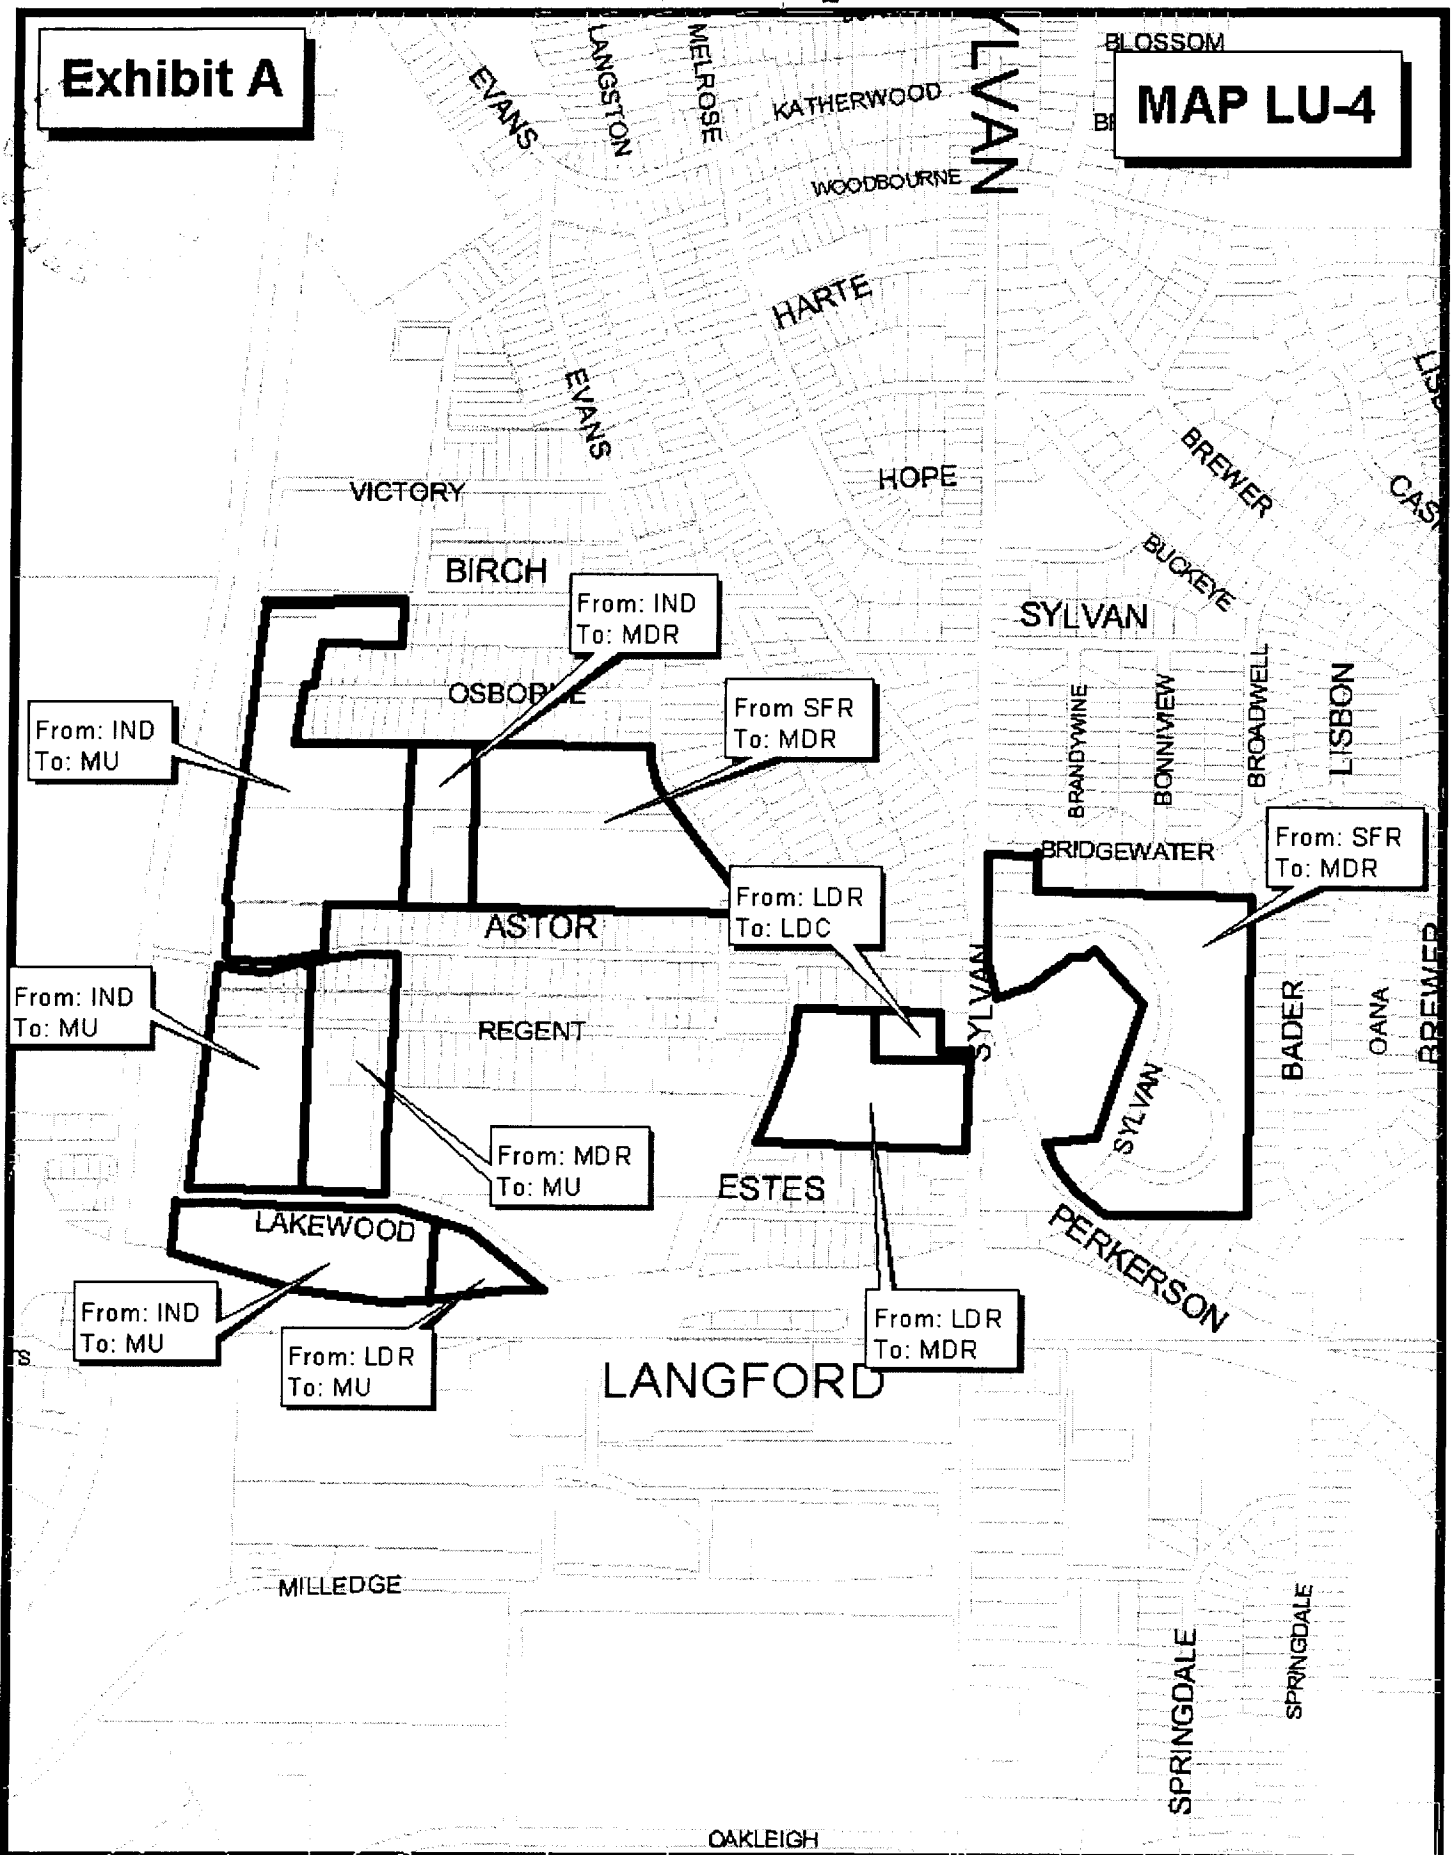 Exhibit A
MAP LU-4
BLOSSOM
EVANS
LANGSTON
MELROSE
KATHERWOOD
WOODBOURNE
HARTE
EVANS
VICTORY
HOPE
BREWER
BUCKEYE
BIRCH
SYLVAN
From: IND
To: MDR
OSBORNE
From SFR
To: MDR
From: IND
To: MU
BRANDYWINE
BONNIVIEW
BROADWELL
LISBON
BRIDGEWATER
From: SFR
To: MDR
From: LDR
To: LDC
ASTOR
SYLVAN
From: IND
To: MU
REGENT
BADER
OANA
BREWER
SYLVAN
From: MDR
To: MU
ESTES
LAKEWOOD
PERKERSON
From: IND
To: MU
From: LDR
To: MU
From: LDR
To: MDR
LANGFORD
MILLEDGE
SPRINGDALE
SPRINGDALE
OAKLEIGH